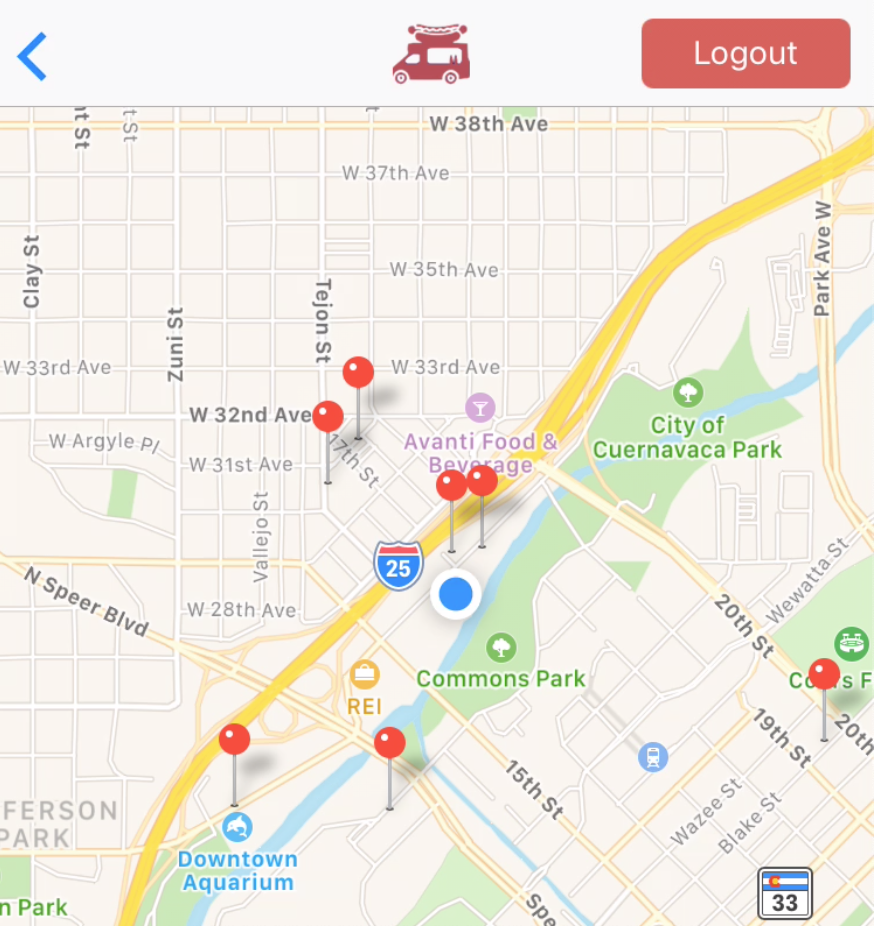 Logout
nt St
t St
t
W 38th Ave
W 37th Ave
Park Ave W
Clay St
W 35th Ave
Tejon St
Zuni St
W 33rd Ave
W 33rd Ave
W 32nd Ave
City of
Cuernavaca Park
W Argyle Pl
17th St
Avanti Food &
Beverage
W 31st Ave
Vallejo St
25
N Speer Blvd
W 28th Ave
Wewatta St
20th St
Commons Park
REI
F
19th St
20th
15th St
Wazee St
Blake St
FERSON
PARK
Downtown
Aquarium
33
n Park
Spe